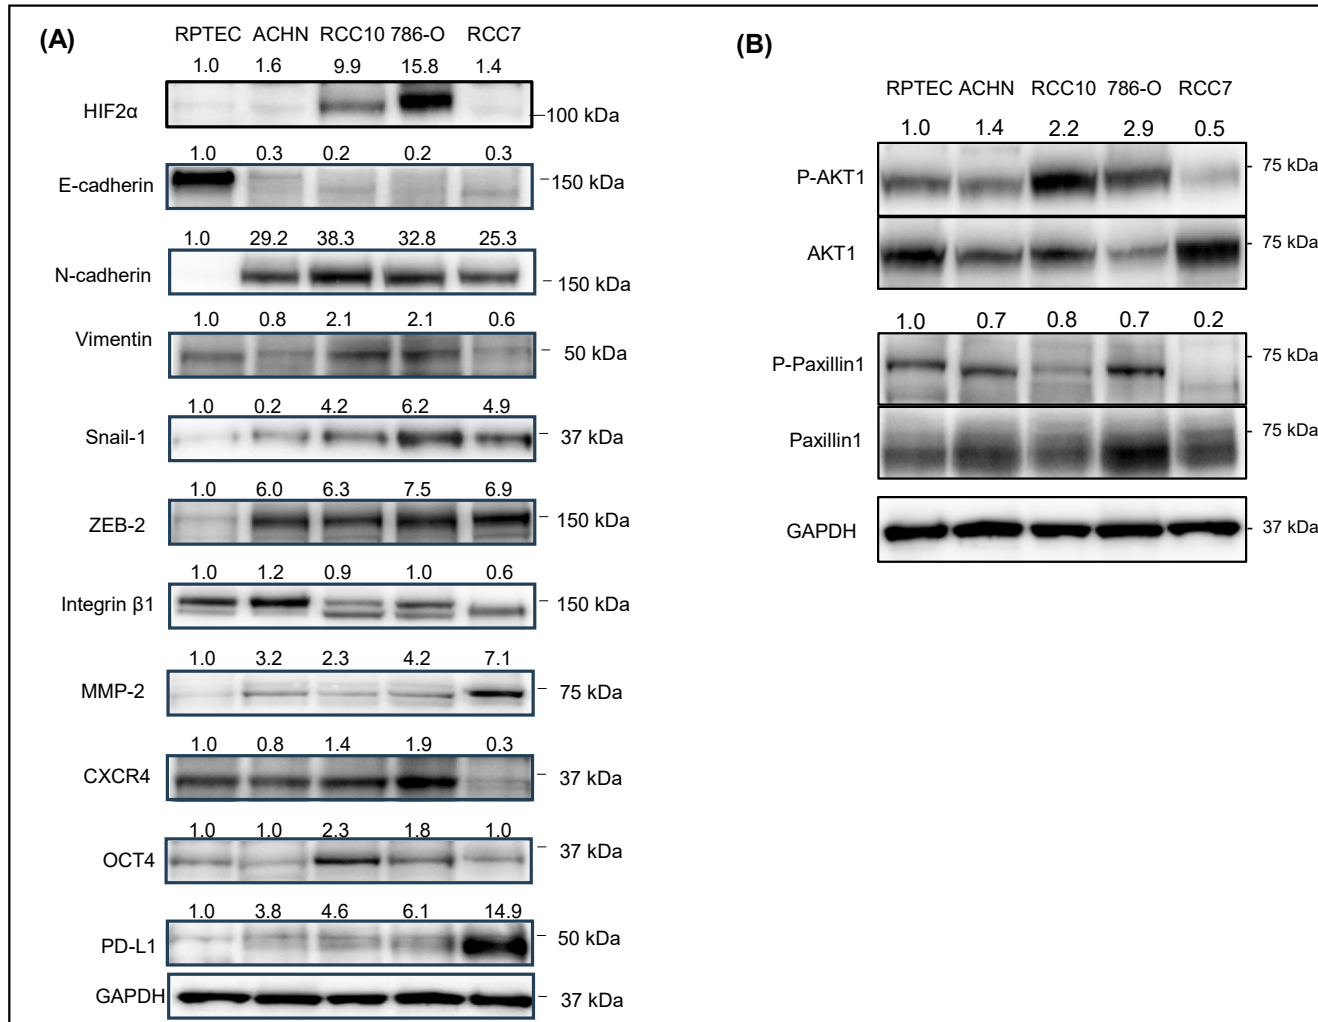 (A)
RPTEC ACHN RCC10 786-O RCC7
1.0 1.6 9.9 15.8 1.4
HIF2α
100 kDa
1.0 0.3 0.2 0.2 0.3
E-cadherin
150 kDa
1.0 29.2 38.3 32.8 25.3
N-cadherin
150 kDa
1.0 0.8 2.1 2.1 0.6
Vimentin
50 kDa
1.0 0.2 4.2 6.2 4.9
Snail-1
37 kDa
1.0 6.0 6.3 7.5 6.9
ZEB-2
150 kDa
1.0 1.2 0.9 1.0 0.6
Integrin β1
150 kDa
1.0 3.2 2.3 4.2 7.1
MMP-2
75 kDa
1.0 0.8 1.4 1.9 0.3
CXCR4
37 kDa
1.0 1.0 2.3 1.8 1.0
OCT4
37 kDa
1.0 3.8 4.6 6.1 14.9
PD-L1
50 kDa
GAPDH
37 kDa
(B)
RPTEC ACHN RCC10 786-O RCC7
1.0 1.4 2.2 2.9 0.5
P-AKT1
75 kDa
AKT1
75 kDa
1.0 0.7 0.8 0.7 0.2
P-Paxillin1
75 kDa
Paxillin1
75 kDa
GAPDH
37 kDa